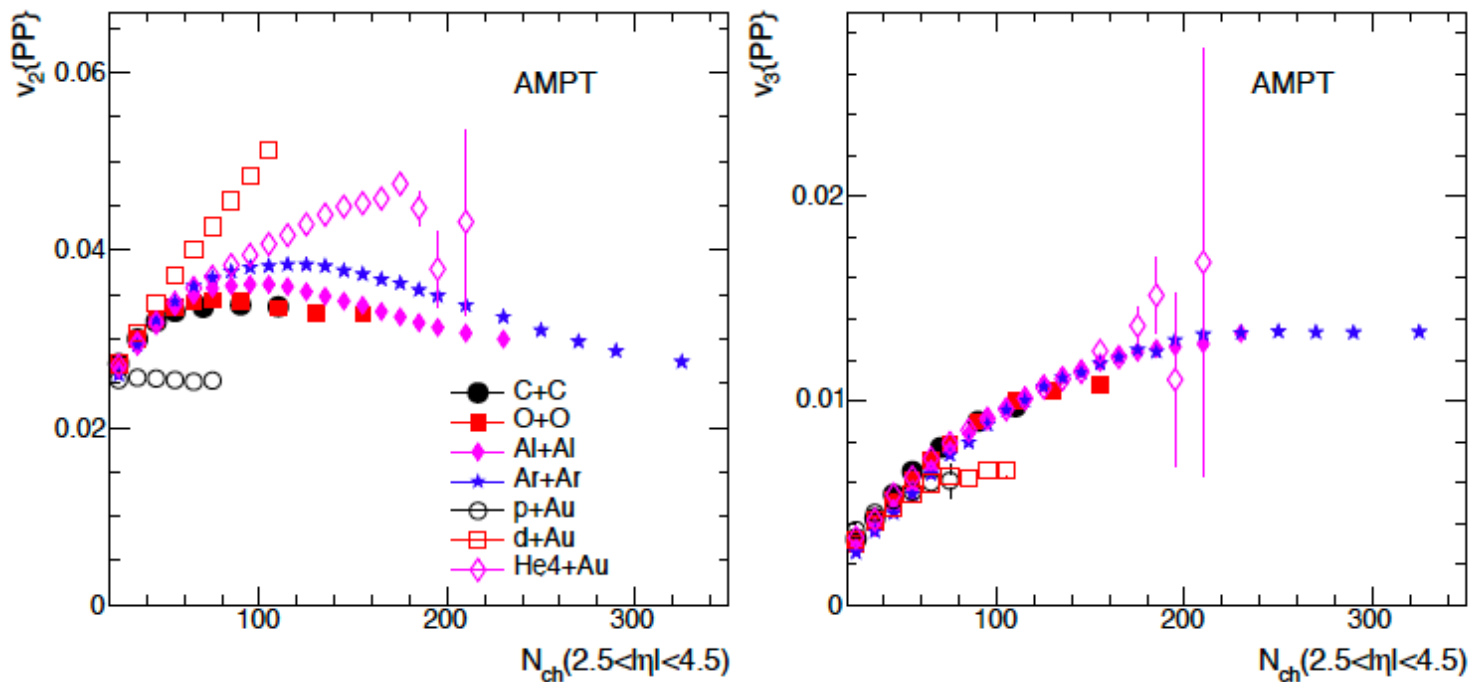 v₂{PP}
0.06
0.04
0.02
0
AMPT
C+C
O+O
Al+Al
Ar+Ar
p+Au
d+Au
He4+Au
100
200
300
N_ch(2.5<|η|<4.5)
v₃{PP}
0.02
0.01
0
AMPT
100
200
300
N_ch(2.5<|η|<4.5)